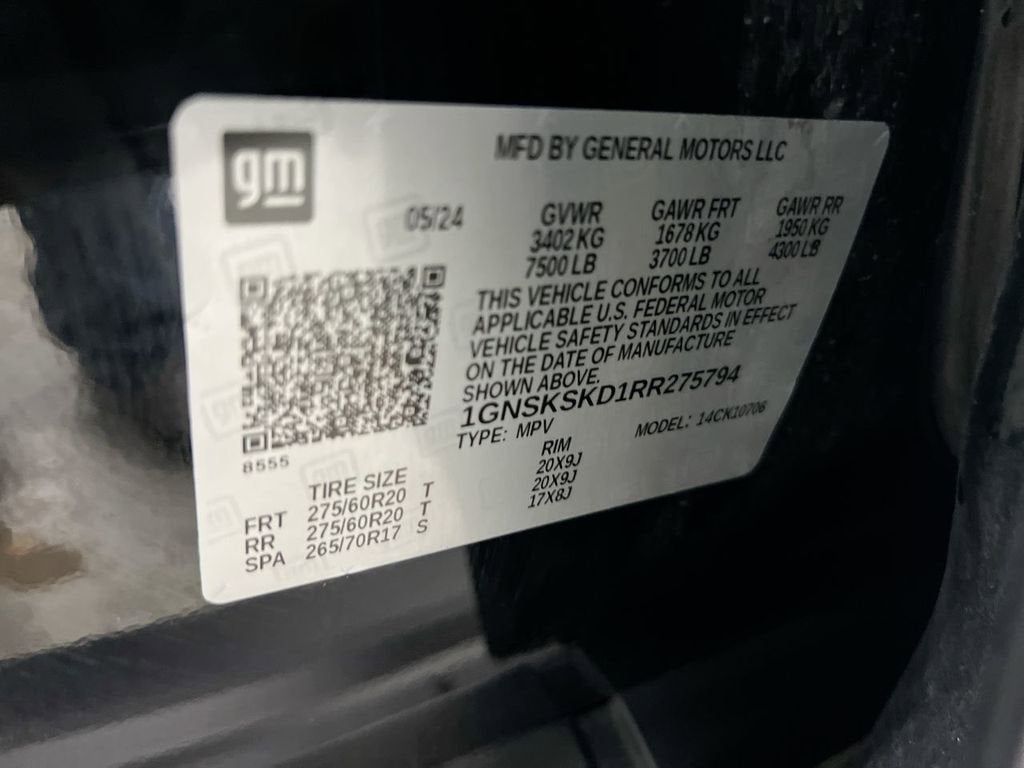 gm
MFD BY GENERAL MOTORS LLC
05/24
GVWR GAWR FRT GAWR RR
3402 KG 1678 KG 1950 KG
7500 LB 3700 LB 4300 LB
THIS VEHICLE CONFORMS TO ALL
APPLICABLE U.S. FEDERAL MOTOR
VEHICLE SAFETY STANDARDS IN EFFECT
ON THE DATE OF MANUFACTURE
SHOWN ABOVE.
1GNSKSKD1RR275794
TYPE: MPV MODEL: 14CK10706
8555
TIRE SIZE RIM
FRT 275/60R20 T 20X9J
RR 275/60R20 T 20X9J
SPA 265/70R17 S 17X8J